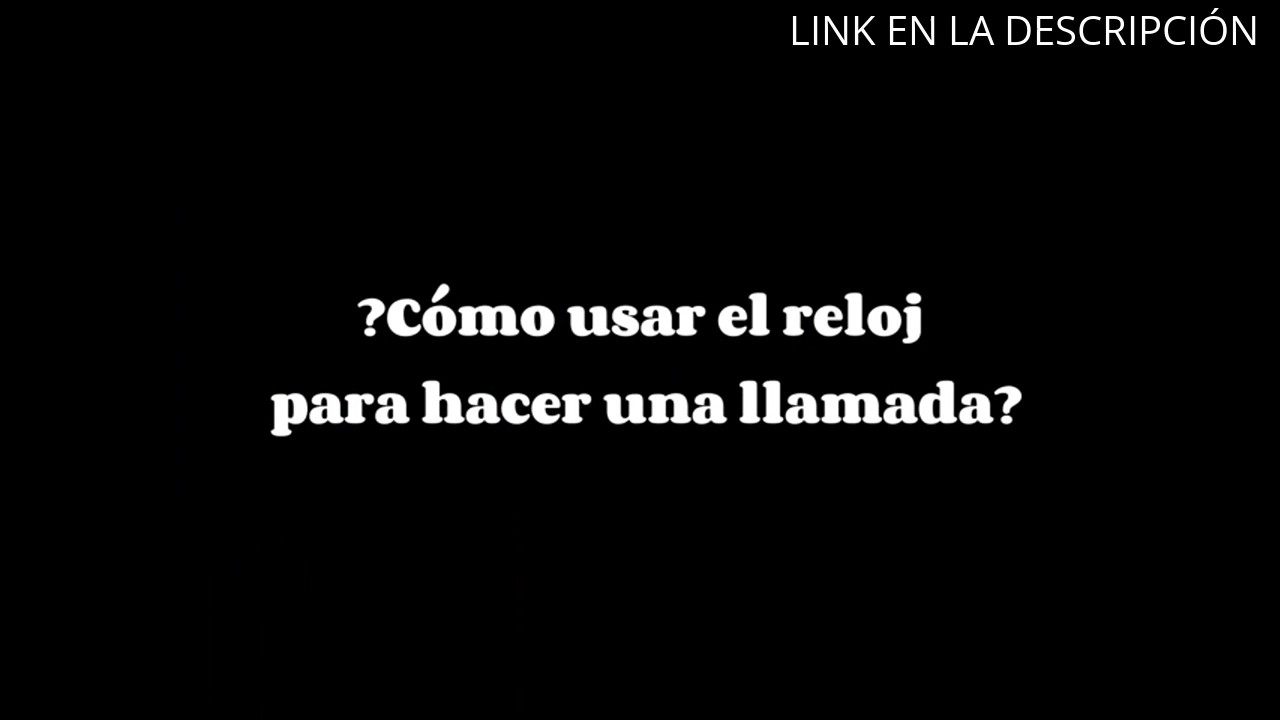 LINK EN LA DESCRIPCIÓN
?Cómo usar el reloj
para hacer una llamada?